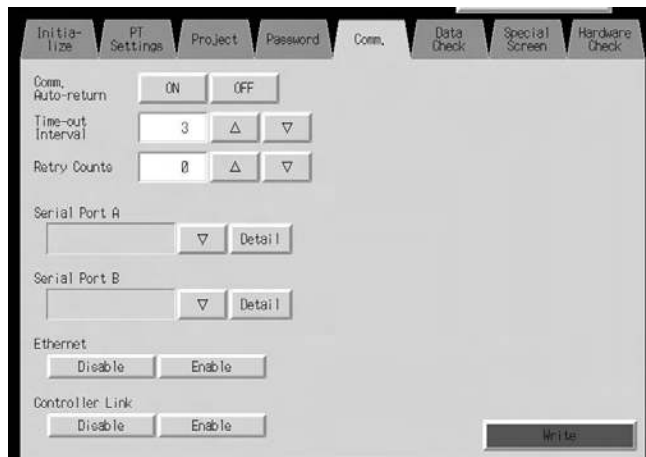 Initia-
lize
PT
Settings
Project
Password
Comm.
Data
Check
Special
Screen
Hardware
Check
Comm.
Auto-return
ON
OFF
Time-out
Interval
3
△
▽
Retry Counts
0
△
▽
Serial Port A
▽
Detail
Serial Port B
▽
Detail
Ethernet
Disable
Enable
Controller Link
Disable
Enable
Write